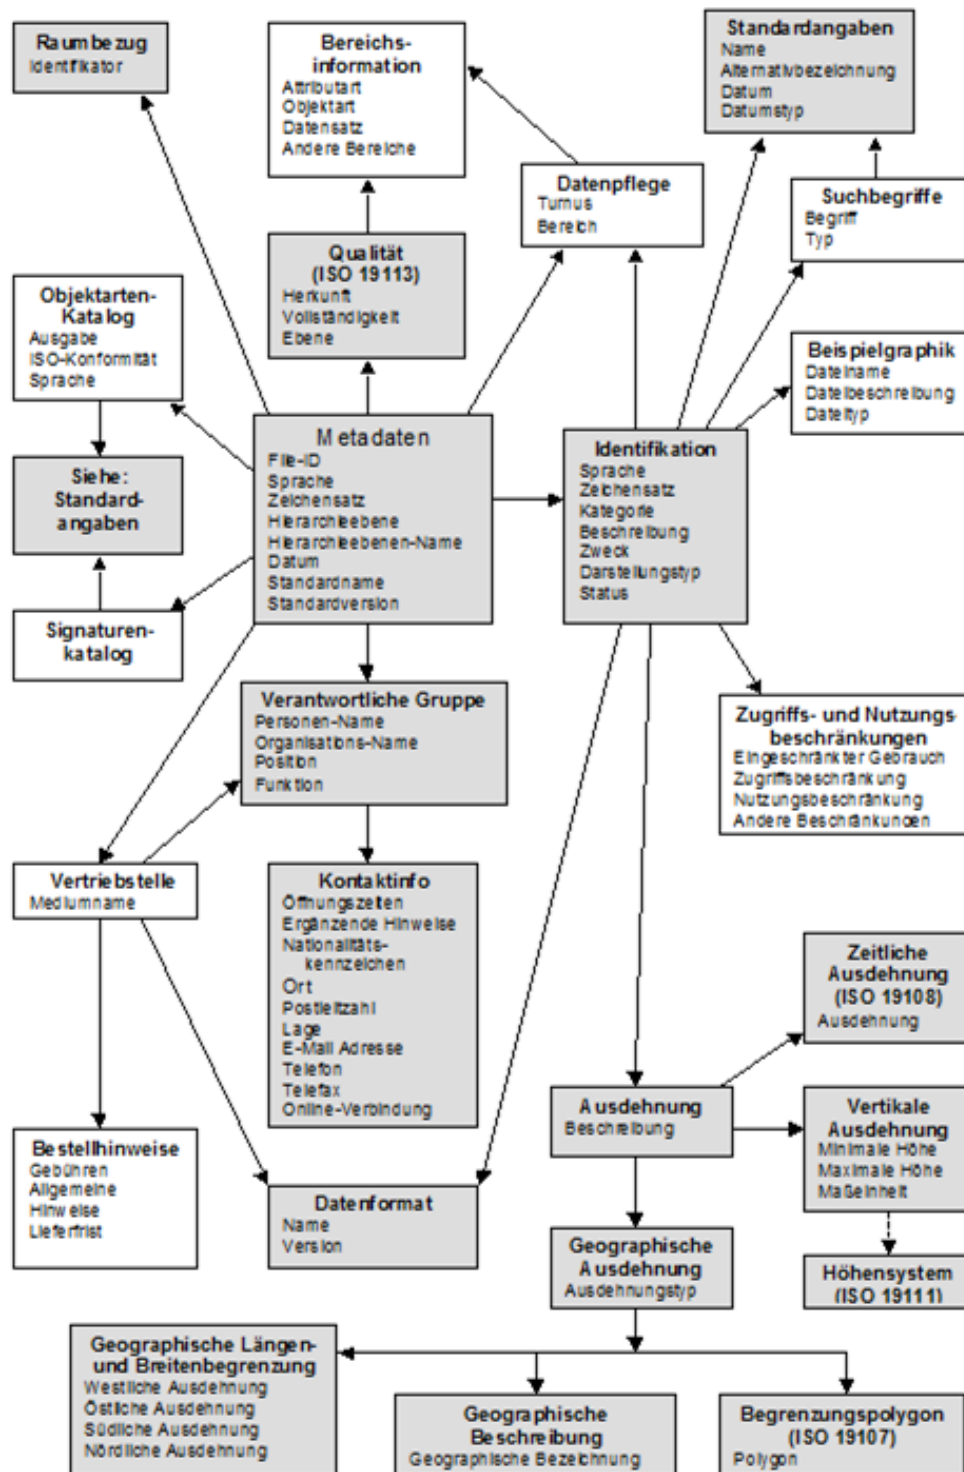 Raumbezug
Identifikator
Bereichs-
information
Attributart
Objektart
Datensatz
Andere Bereiche
Standardangaben
Name
Alternativbezeichnung
Datum
Datumstyp
Datenpflege
Turnus
Bereich
Suchbegriffe
Begriff
Typ
Qualität
(ISO 19113)
Herkunft
Vollständigkeit
Ebene
Objektarten-
Katalog
Ausgabe
ISO-Konformität
Sprache
Beispielgraphik
Dateiname
Dateibeschreibung
Dateityp
Metadaten
File-ID
Sprache
Zeichensatz
Hierarchieebene
Hierarchieebenen-Name
Datum
Standardname
Standardversion
Identifikation
Sprache
Zeichensatz
Kategorie
Beschreibung
Zweck
Darstellungstyp
Status
Siehe:
Standard-
angaben
Signaturen-
katalog
Verantwortliche Gruppe
Personen-Name
Organisations-Name
Position
Funktion
Zugriffs- und Nutzungs
beschränkungen
Eingeschränkter Gebrauch
Zugriffsbeschränkung
Nutzungsbeschränkung
Andere Beschränkungen
Vertriebstelle
Mediumname
Kontaktinfo
Öffnungszeiten
Ergänzende Hinweise
Nationalitäts-
kennzeichen
Ort
Postleitzahl
Lage
E-Mail Adresse
Telefon
Telefax
Online-Verbindung
Zeitliche
Ausdehnung
(ISO 19108)
Ausdehnung
Ausdehnung
Beschreibung
Vertikale
Ausdehnung
Minimale Höhe
Maximale Höhe
Maßeinheit
Bestellhinweise
Gebühren
Allgemeine
Hinweise
Lieferfrist
Datenformat
Name
Version
Geographische
Ausdehnung
Ausdehnungstyp
Höhensystem
(ISO 19111)
Geographische Längen-
und Breitenbegrenzung
Westliche Ausdehnung
Östliche Ausdehnung
Südliche Ausdehnung
Nördliche Ausdehnung
Geographische
Beschreibung
Geographische Bezeichnung
Begrenzungspolygon
(ISO 19107)
Polygon